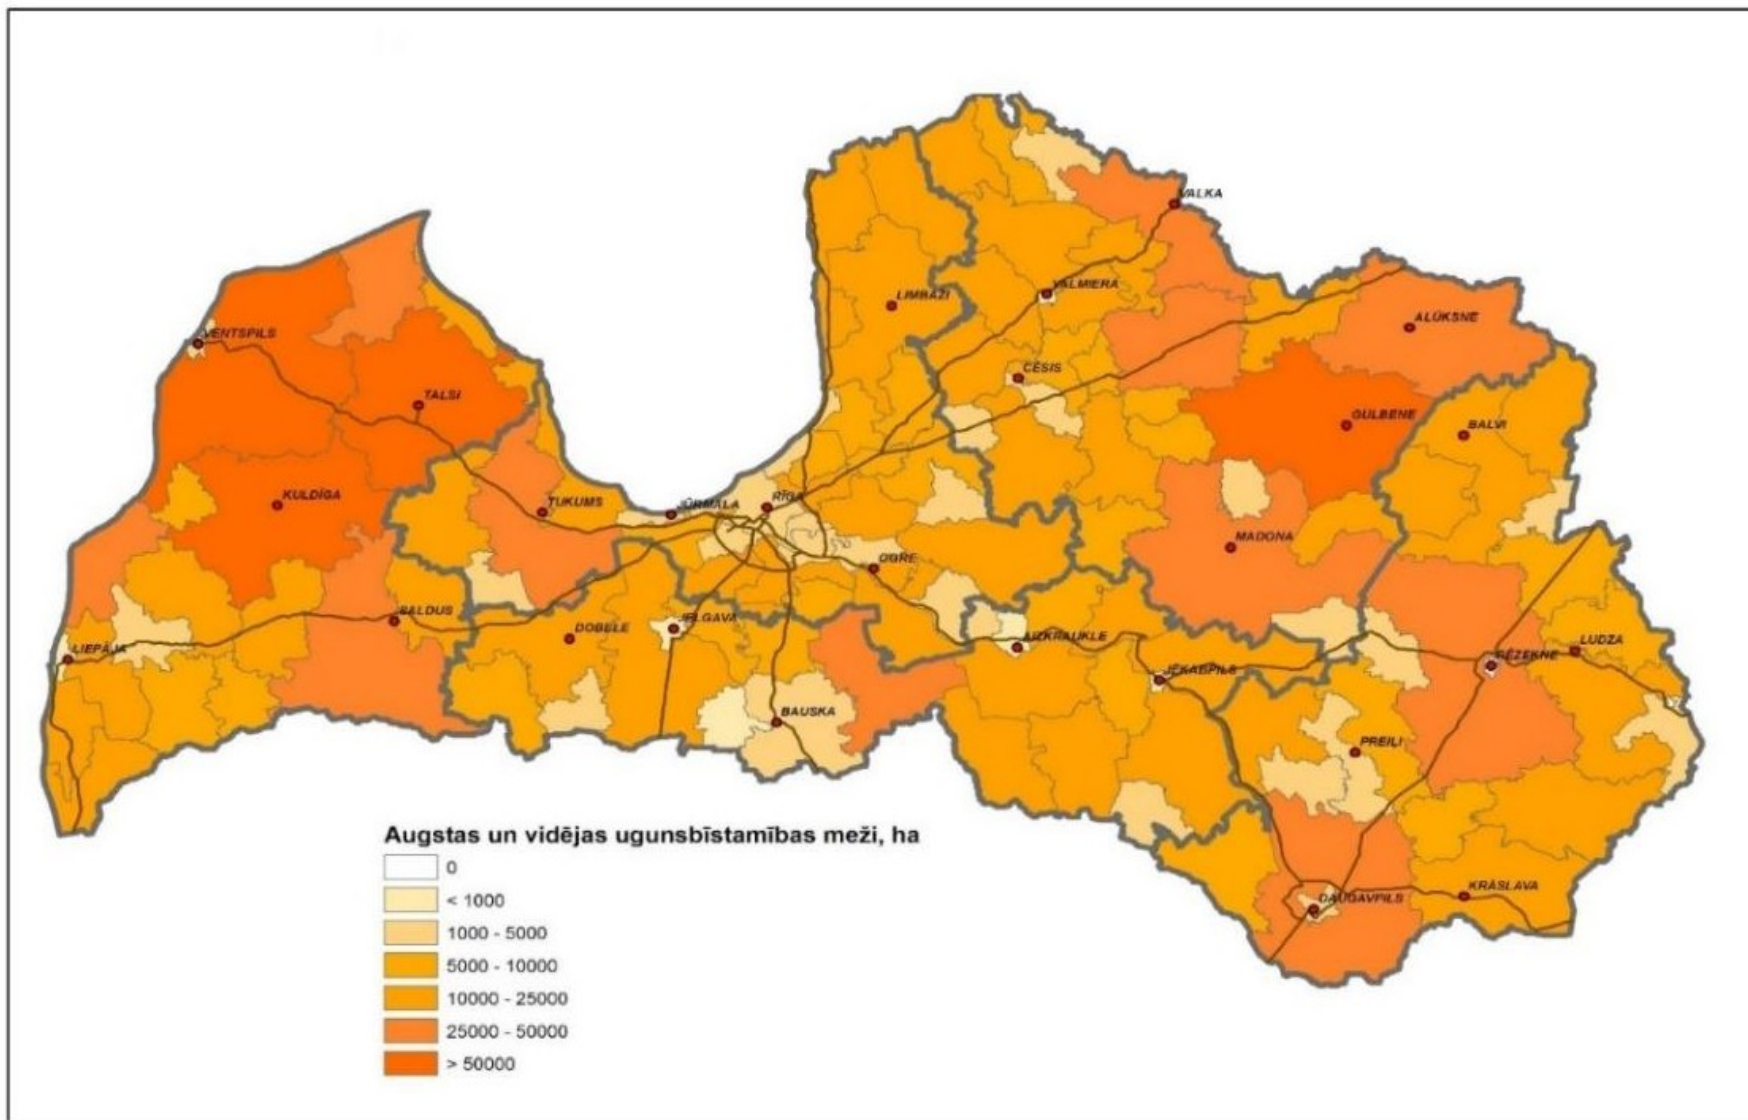 VALKA
VALMIERA
LIMBAŽI
ALŪKSNE
VENTSPILS
CĒSIS
TALSI
GULBENE
BALVI
KULDĪGA
TUKUMS
JŪRMALA
RĪGA
MADONA
OGRE
SALDUS
DOBELE
JELGAVA
AIZKRAUKLE
LUDZA
LIEPĀJA
RĒZEKNE
JĒKABPILS
BAUSKA
PREIĻI
KRĀSLAVA
DAUGAVPILS
Augstas un vidējas ugunsbīstamības meži, ha
0
< 1000
1000 - 5000
5000 - 10000
10000 - 25000
25000 - 50000
> 50000